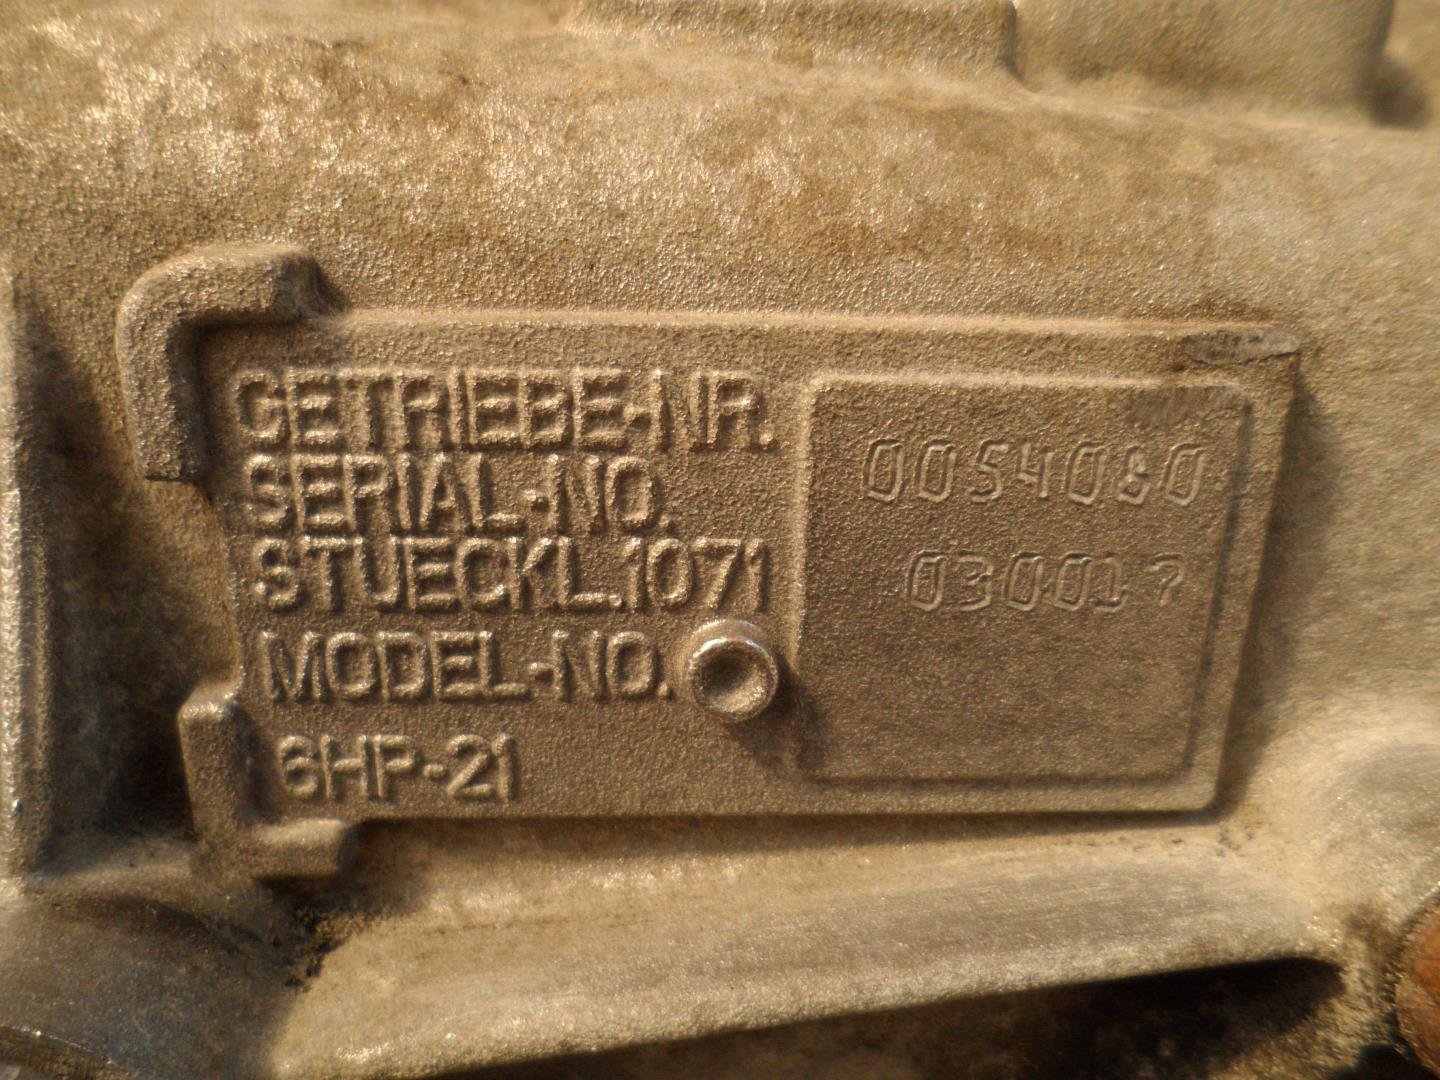 GETRIEBE-NR.
SERIAL-NO. 0054080
STUECKL.1071 030017
MODEL-NO.
6HP-21